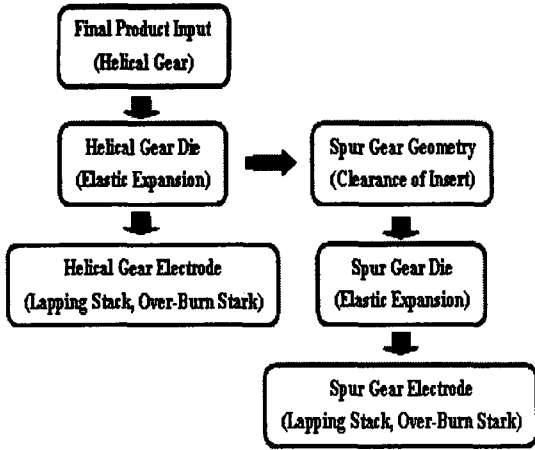 Final Product Input
(Helical Gear)
Helical Gear Die
(Elastic Expansion)
Spur Gear Geometry
(Clearance of Insert)
Helical Gear Electrode
(Lapping Stack, Over-Burn Stark)
Spur Gear Die
(Elastic Expansion)
Spur Gear Electrode
(Lapping Stack, Over-Burn Stark)